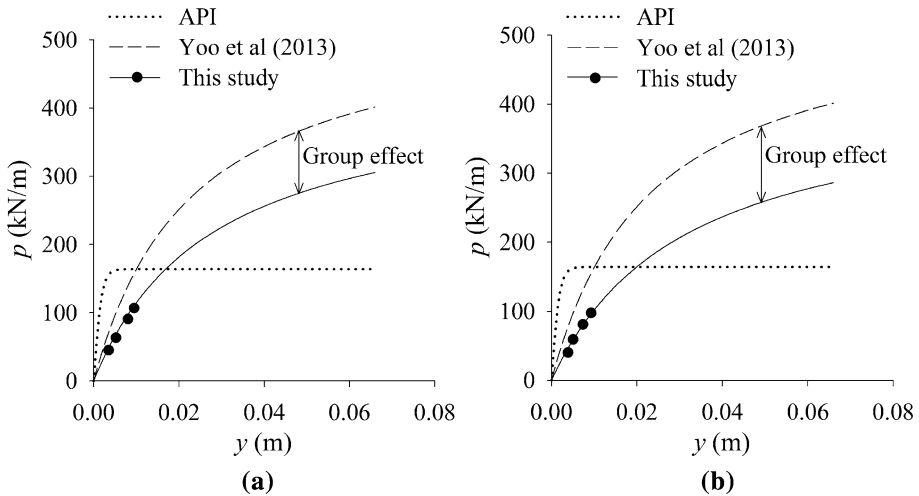 API
Yoo et al (2013)
This study
500
400
300
200
100
0
p (kN/m)
Group effect
0.00 0.02 0.04 0.06 0.08
y (m)
(a)
API
Yoo et al (2013)
This study
500
400
300
200
100
0
p (kN/m)
Group effect
0.00 0.02 0.04 0.06 0.08
y (m)
(b)